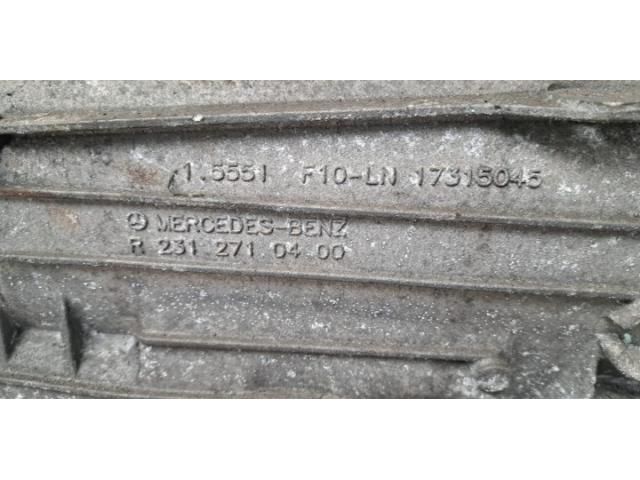 1.5551 F10-LN 17315045
MERCEDES-BENZ
R 231 271 04 00